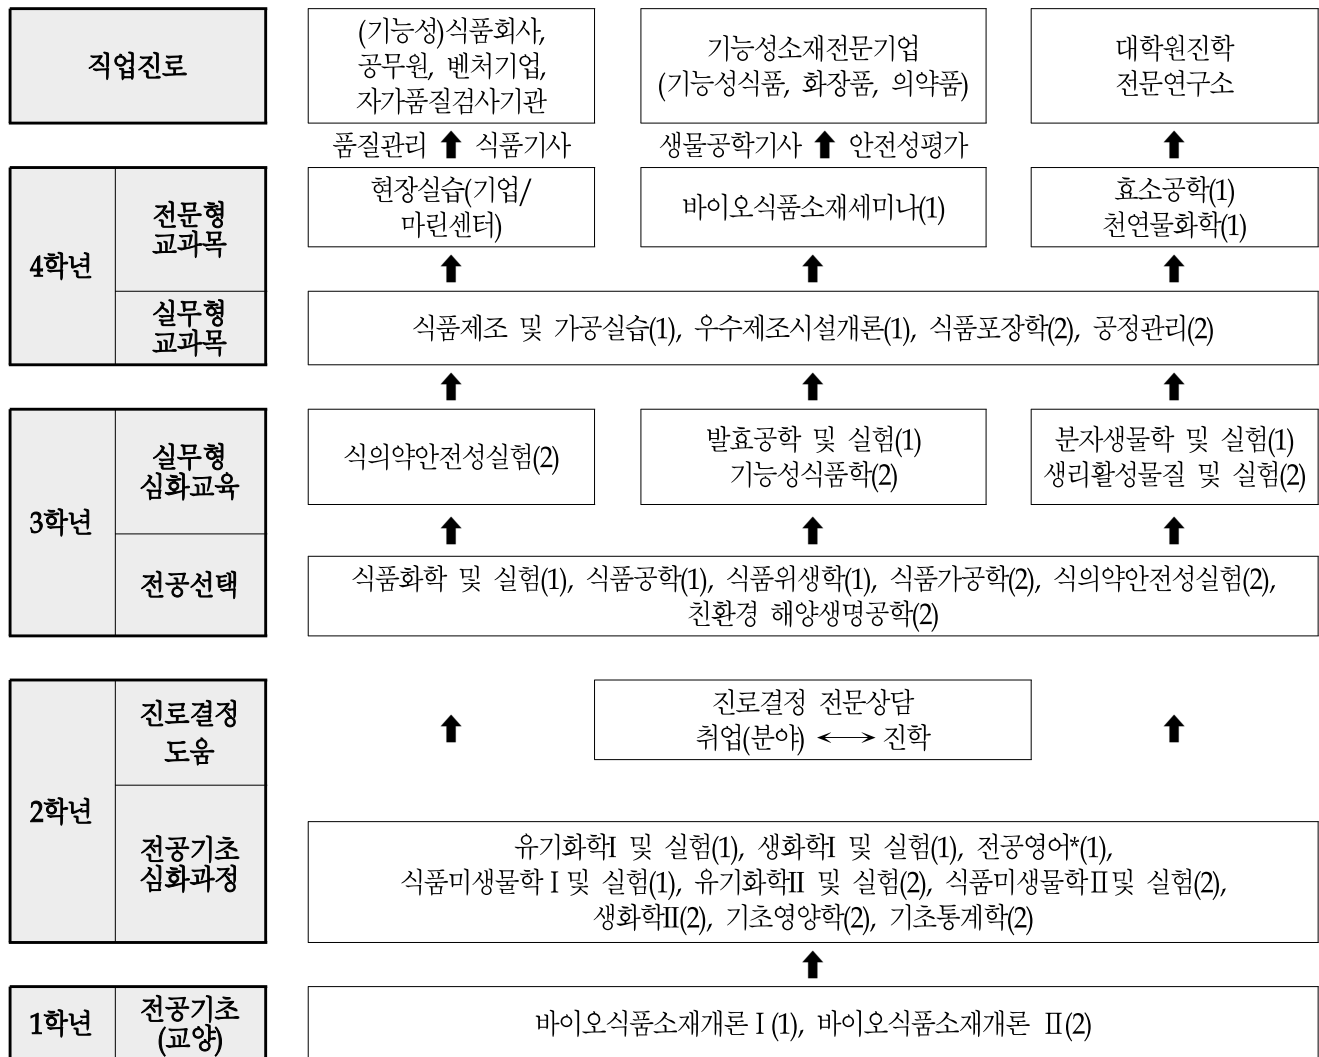 직업진로
(기능성)식품회사,
공무원, 벤처기업,
자가품질검사기관
기능성소재전문기업
(기능성식품, 화장품, 의약품)
대학원진학
전문연구소
품질관리 식품기사
생물공학기사 안전성평가
4학년
전문형
교과목
현장실습(기업/
마린센터)
바이오식품소재세미나(1)
효소공학(1)
천연물화학(1)
실무형
교과목
식품제조 및 가공실습(1), 우수제조시설개론(1), 식품포장학(2), 공정관리(2)
3학년
실무형
심화교육
식의약안전성실험(2)
발효공학 및 실험(1)
기능성식품학(2)
분자생물학 및 실험(1)
생리활성물질 및 실험(2)
전공선택
식품화학 및 실험(1), 식품공학(1), 식품위생학(1), 식품가공학(2), 식의약안전성실험(2),
친환경 해양생명공학(2)
2학년
진로결정
도움
진로결정 전문상담
취업(분야) ⟷ 진학
전공기초
심화과정
유기화학I 및 실험(1), 생화학I 및 실험(1), 전공영어*(1),
식품미생물학Ⅰ및 실험(1), 유기화학II 및 실험(2), 식품미생물학Ⅱ및 실험(2),
생화학II(2), 기초영양학(2), 기초통계학(2)
1학년
전공기초
(교양)
바이오식품소재개론Ⅰ(1), 바이오식품소재개론 Ⅱ(2)